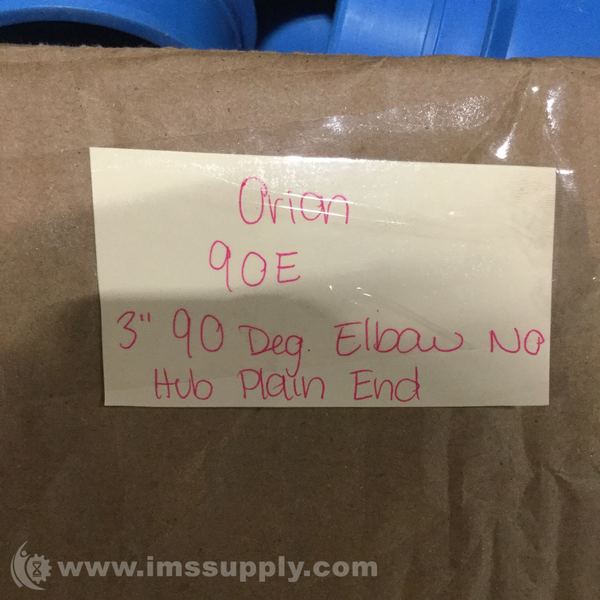 Orion
90E
3" 90 Deg. Elbow No
Hub Plain End
www.imssupply.com